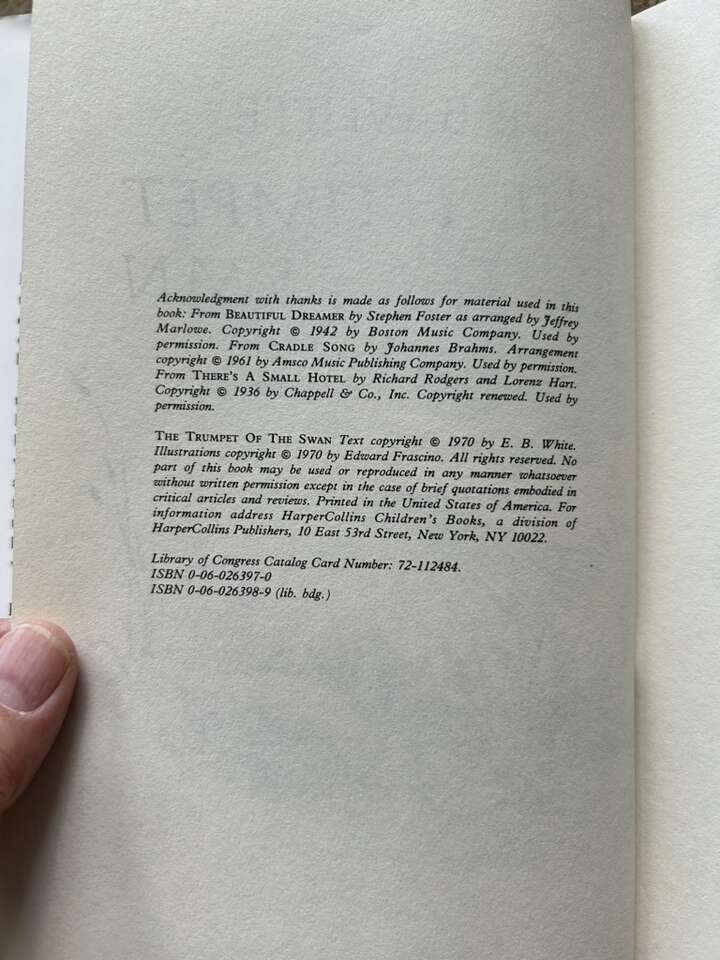 Acknowledgment with thanks is made as follows for material used in this
book: From BEAUTIFUL DREAMER by Stephen Foster as arranged by Jeffrey
Marlowe. Copyright © 1942 by Boston Music Company. Used by
permission. From CRADLE SONG by Johannes Brahms. Arrangement
copyright © 1961 by Amsco Music Publishing Company. Used by permission.
From THERE'S A SMALL HOTEL by Richard Rodgers and Lorenz Hart.
Copyright © 1936 by Chappell & Co., Inc. Copyright renewed. Used by
permission.
THE TRUMPET OF THE SWAN Text copyright © 1970 by E. B. White.
Illustrations copyright © 1970 by Edward Frascino. All rights reserved. No
part of this book may be used or reproduced in any manner whatsoever
without written permission except in the case of brief quotations embodied in
critical articles and reviews. Printed in the United States of America. For
information address HarperCollins Children's Books, a division of
HarperCollins Publishers, 10 East 53rd Street, New York, NY 10022.
Library of Congress Catalog Card Number: 72-112484.
ISBN 0-06-026397-0
ISBN 0-06-026398-9 (lib. bdg.)